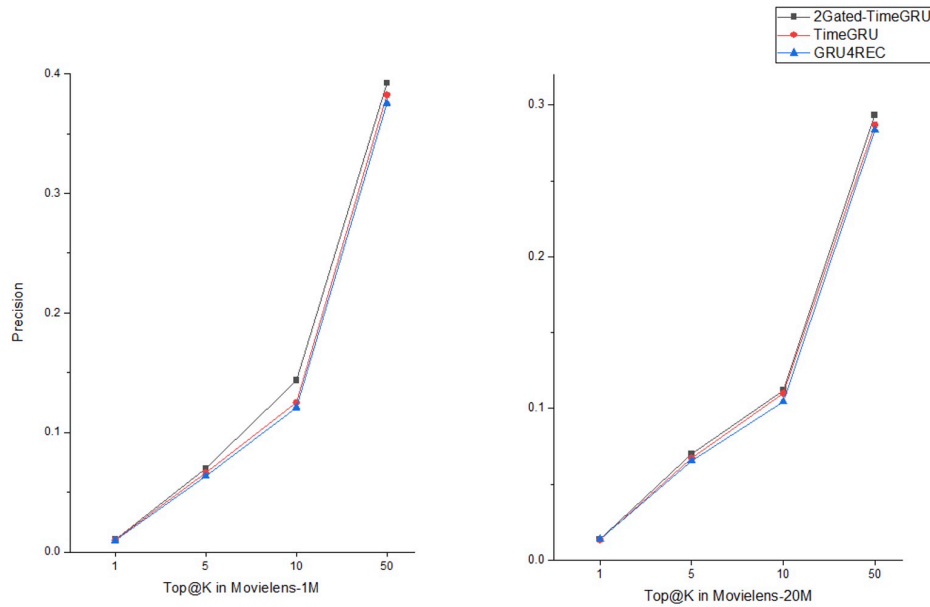 2Gated-TimeGRU
TimeGRU
GRU4REC
Precision
0.4
0.3
0.2
0.1
0.0
1
5
10
50
Top@K in Movielens-1M
0.3
0.2
0.1
0.0
1
5
10
50
Top@K in Movielens-20M